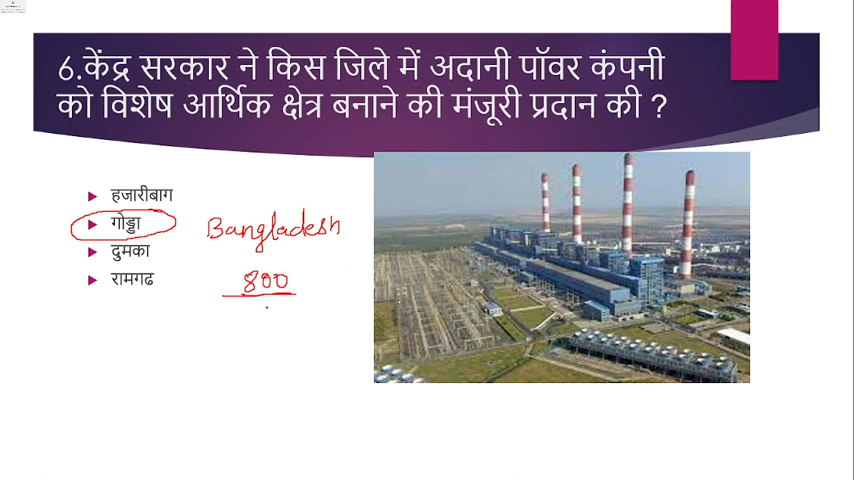 6.केंद्र सरकार ने किस जिले में अदानी पॉवर कंपनी
को विशेष आर्थिक क्षेत्र बनाने की मंजूरी प्रदान की ?
हजारीबाग
गोड्डा
Bangladesh
दुमका
रामगढ
800